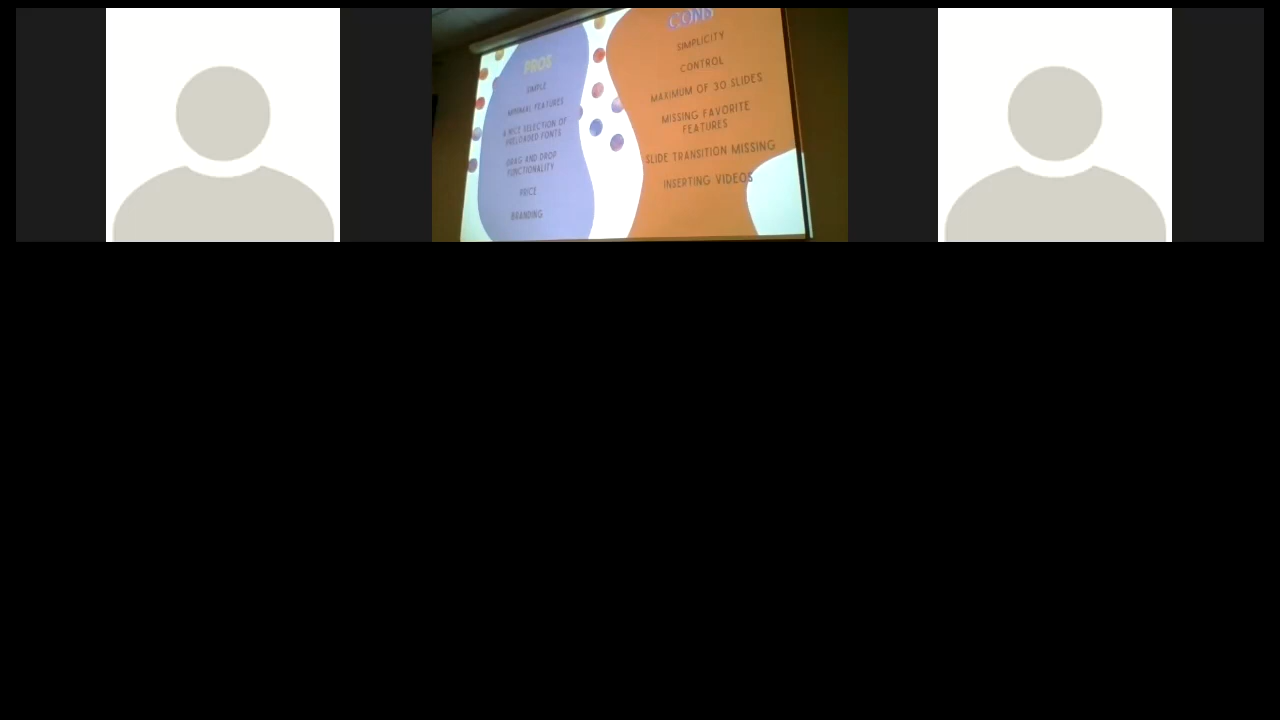 PROS
SIMPLE
MINIMAL FEATURES
A NICE SELECTION OF
PRELOADED FONTS
DRAG AND DROP
FUNCTIONALITY
PRICE
BRANDING
CONS
SIMPLICITY
CONTROL
MAXIMUM OF 30 SLIDES
MISSING FAVORITE
FEATURES
SLIDE TRANSITION MISSING
INSERTING VIDEOS